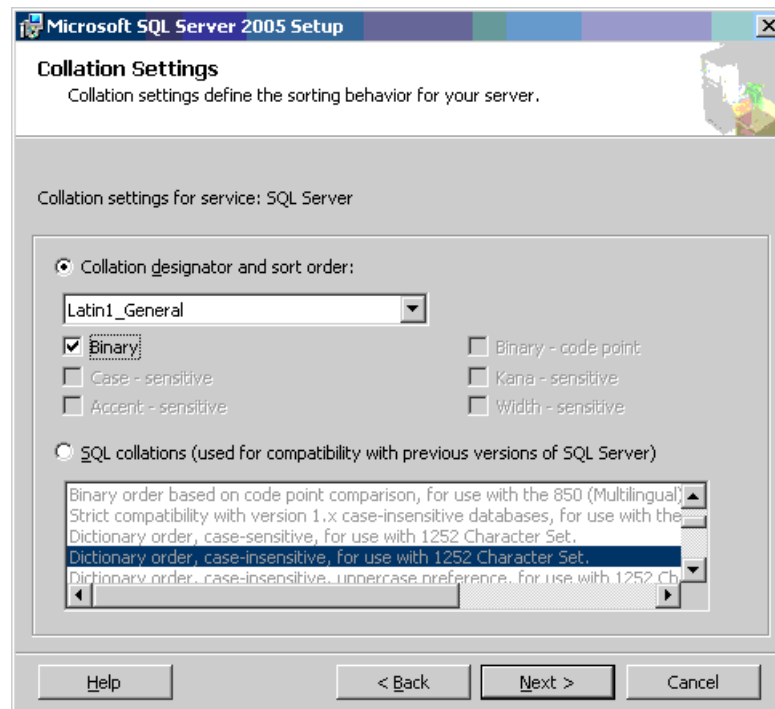 Microsoft SQL Server 2005 Setup
Collation Settings
Collation settings define the sorting behavior for your server.
Collation settings for service: SQL Server
Collation designator and sort order:
Latin1_General
Binary
Binary - code point
Case - sensitive
Kana - sensitive
Accent - sensitive
Width - sensitive
SQL collations (used for compatibility with previous versions of SQL Server)
Binary order based on code point comparison, for use with the 850 (Multilingual)
Strict compatibility with version 1.x case-insensitive databases, for use with the
Dictionary order, case-sensitive, for use with 1252 Character Set.
Dictionary order, case-insensitive, for use with 1252 Character Set.
Dictionary order, case-insensitive, uppercase preference, for use with 1252 Ch
Help
< Back
Next >
Cancel